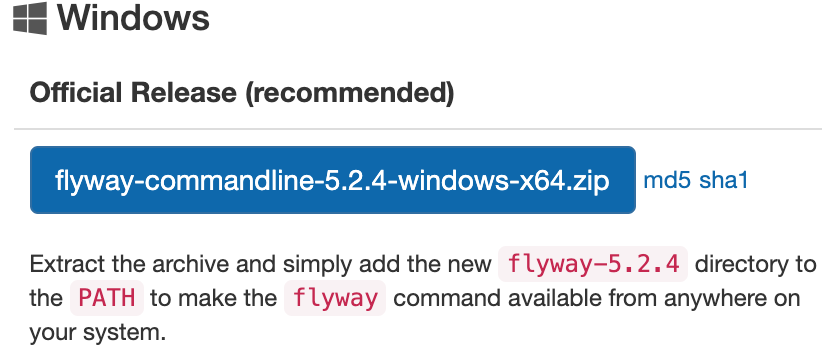 Windows
Official Release (recommended)
flyway-commandline-5.2.4-windows-x64.zip md5 sha1
Extract the archive and simply add the new flyway-5.2.4 directory to
the PATH to make the flyway command available from anywhere on
your system.